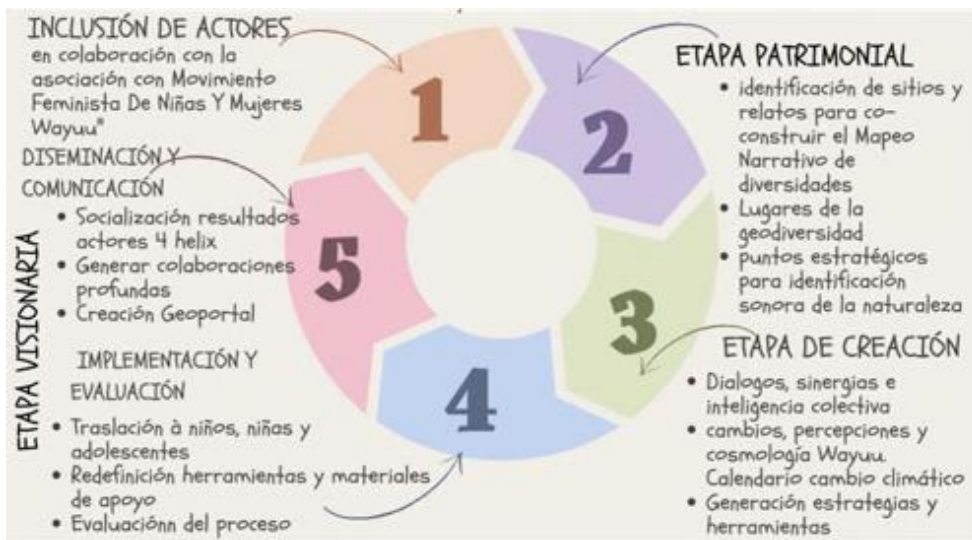 INCLUSIÓN DE ACTORES
en colaboración con la
asociación con Movimiento
Feminista De Niñas Y Mujeres
Wayuu"
1
2
ETAPA PATRIMONIAL
• identificación de sitios y
relatos para co-
construir el Mapeo
Narrativo de
diversidades
• Lugares de la
geodiversidad
• puntos estratégicos
para identificación
sonora de la naturaleza
3
ETAPA DE CREACIÓN
• Dialogos, sinergias e
inteligencia colectiva
• cambios, percepciones y
cosmología Wayuu.
Calendario cambio climático
• Generación estrategias y
herramientas
4
IMPLEMENTACIÓN Y
EVALUACIÓN
• Traslación à niños, niñas y
adolescentes
• Redefinición herramientas y materiales
de apoyo
• Evaluaciónn del proceso
5
DISEMINACIÓN Y
COMUNICACIÓN
• Socialización resultados
actores 4 helix
• Generar colaboraciones
profundas
• Creación Geoportal
ETAPA VISIONARIA